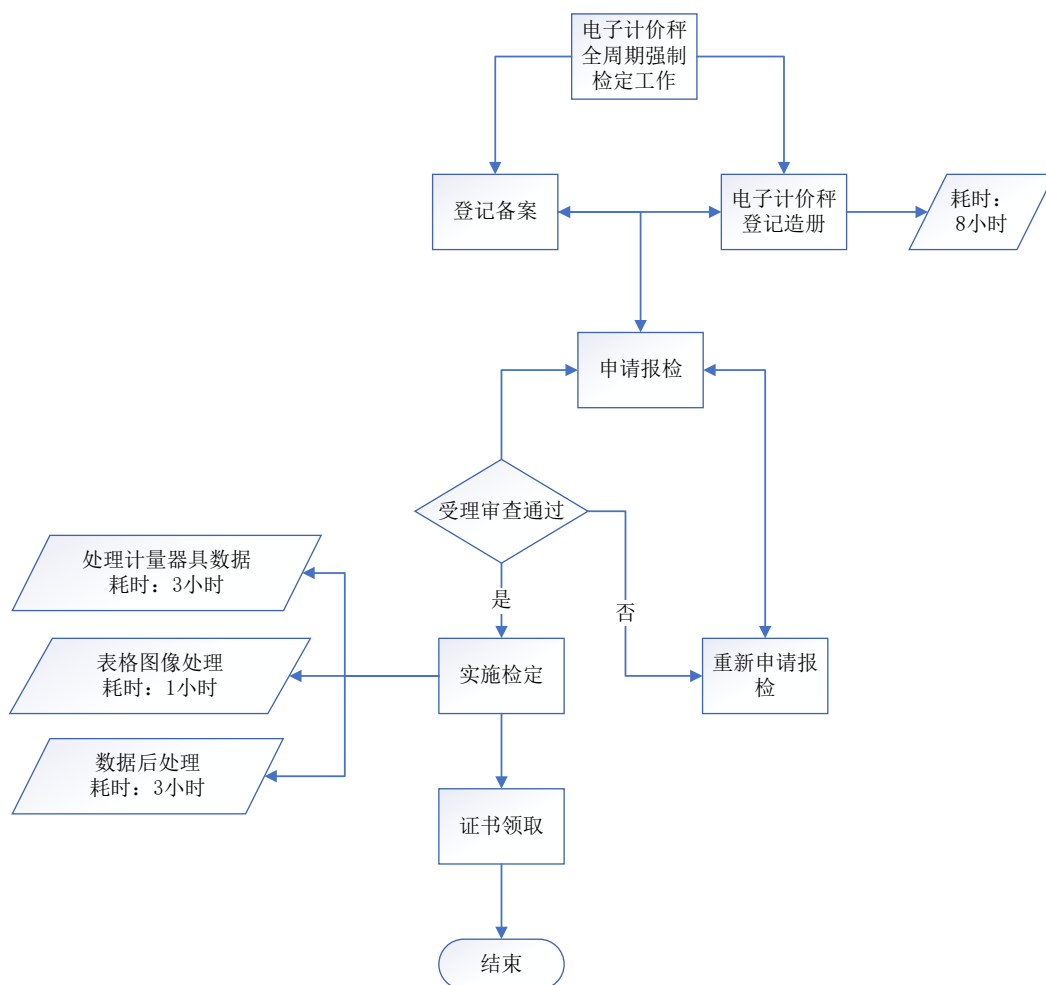 电子计价秤
全周期强制
检定工作
登记备案
电子计价秤
登记造册
耗时：
8小时
申请报检
受理审查通过
处理计量器具数据
耗时：3小时
是
否
表格图像处理
耗时：1小时
实施检定
重新申请报
检
数据后处理
耗时：3小时
证书领取
结束